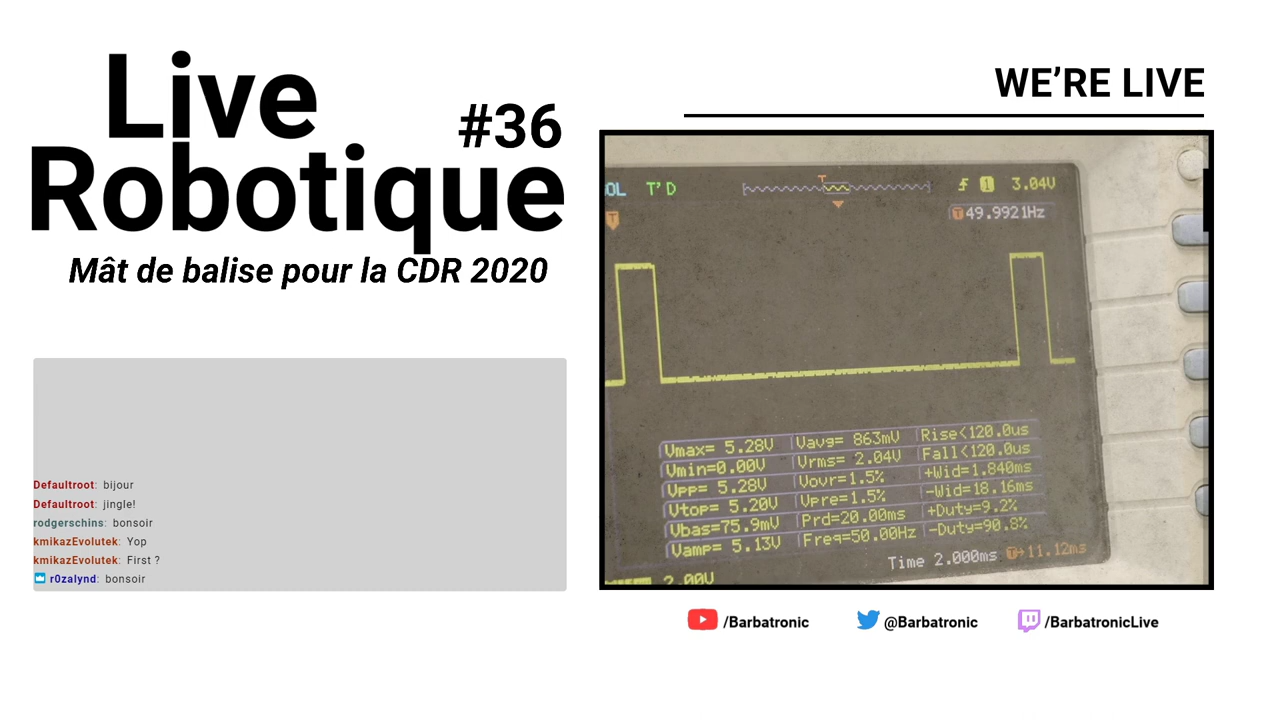 Live
#36
Robotique
Mât de balise pour la CDR 2020
Defaultroot: bijour
Defaultroot: jingle!
rodgerschins: bonsoir
kmikazEvolutek: Yop
kmikazEvolutek: First ?
r0zalynd: bonsoir
WE'RE LIVE
OL T'D 1 3.04V
T 49.9921Hz
Vmax= 5.28V Vavg= 863mV Rise<120.0us
Vmin=0.00V Vrms= 2.04V Fall<120.0us
Vpp= 5.28V Vovr=1.5% +Wid=1.840ms
Vtop= 5.20V Vpre=1.5% -Wid=18.16ms
Vbas=75.9mV Prd=20.00ms +Duty=9.2%
Vamp= 5.13V Freq=50.00Hz -Duty=90.8%
Time 2.000ms T→11.12ms
2.00V
/Barbatronic @Barbatronic /BarbatronicLive